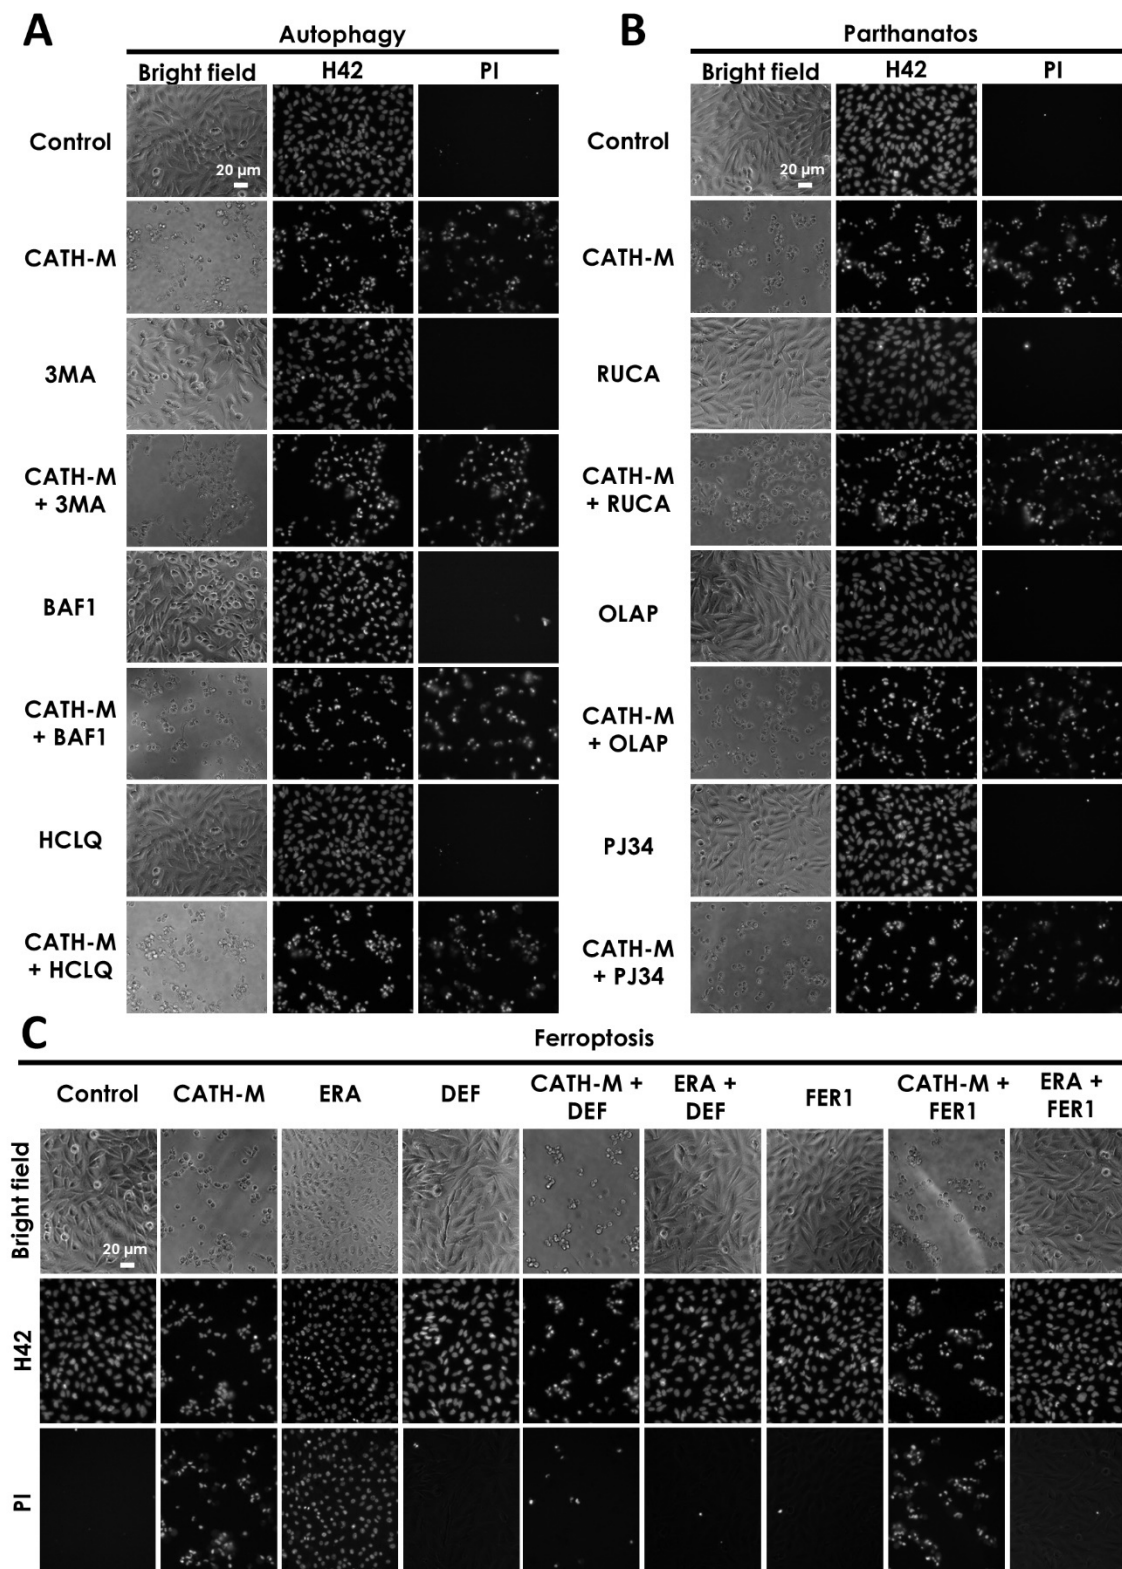 A
Autophagy
Bright field H42 PI
Control
20 µm
CATH-M
3MA
CATH-M
+ 3MA
BAF1
CATH-M
+ BAF1
HCLQ
CATH-M
+ HCLQ
B
Parthanatos
Bright field H42 PI
Control
20 µm
CATH-M
RUCA
CATH-M
+ RUCA
OLAP
CATH-M
+ OLAP
PJ34
CATH-M
+ PJ34
C
Ferroptosis
Control CATH-M ERA DEF CATH-M + DEF ERA + DEF FER1 CATH-M + FER1 ERA + FER1
Bright field
20 µm
H42
PI